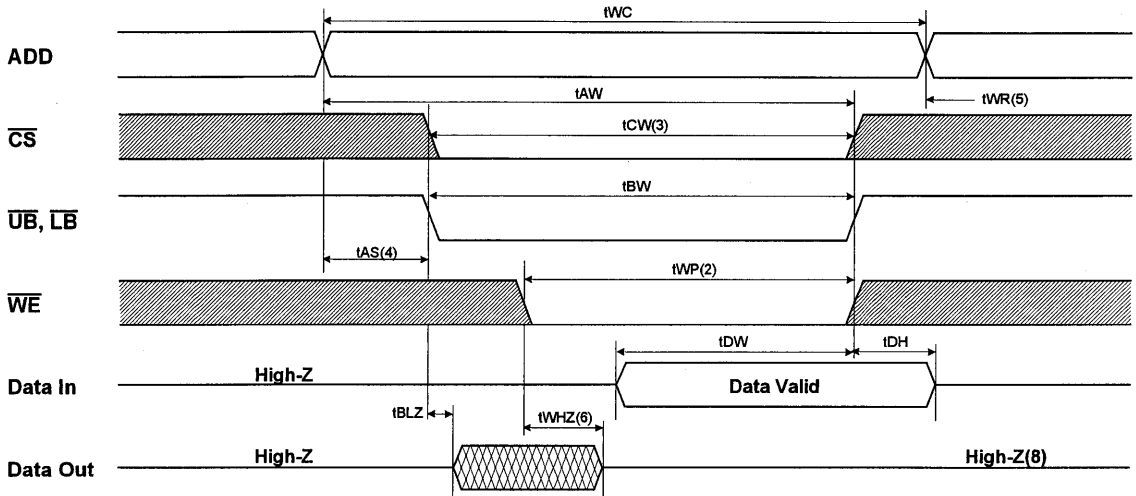 tWC
ADD
tAW
tWR(5)
tCW(3)
CS
tBW
UB, LB
tAS(4)
tWP(2)
WE
tDW
tDH
High-Z
Data Valid
Data In
tBLZ
tWHZ(6)
High-Z
High-Z(8)
Data Out